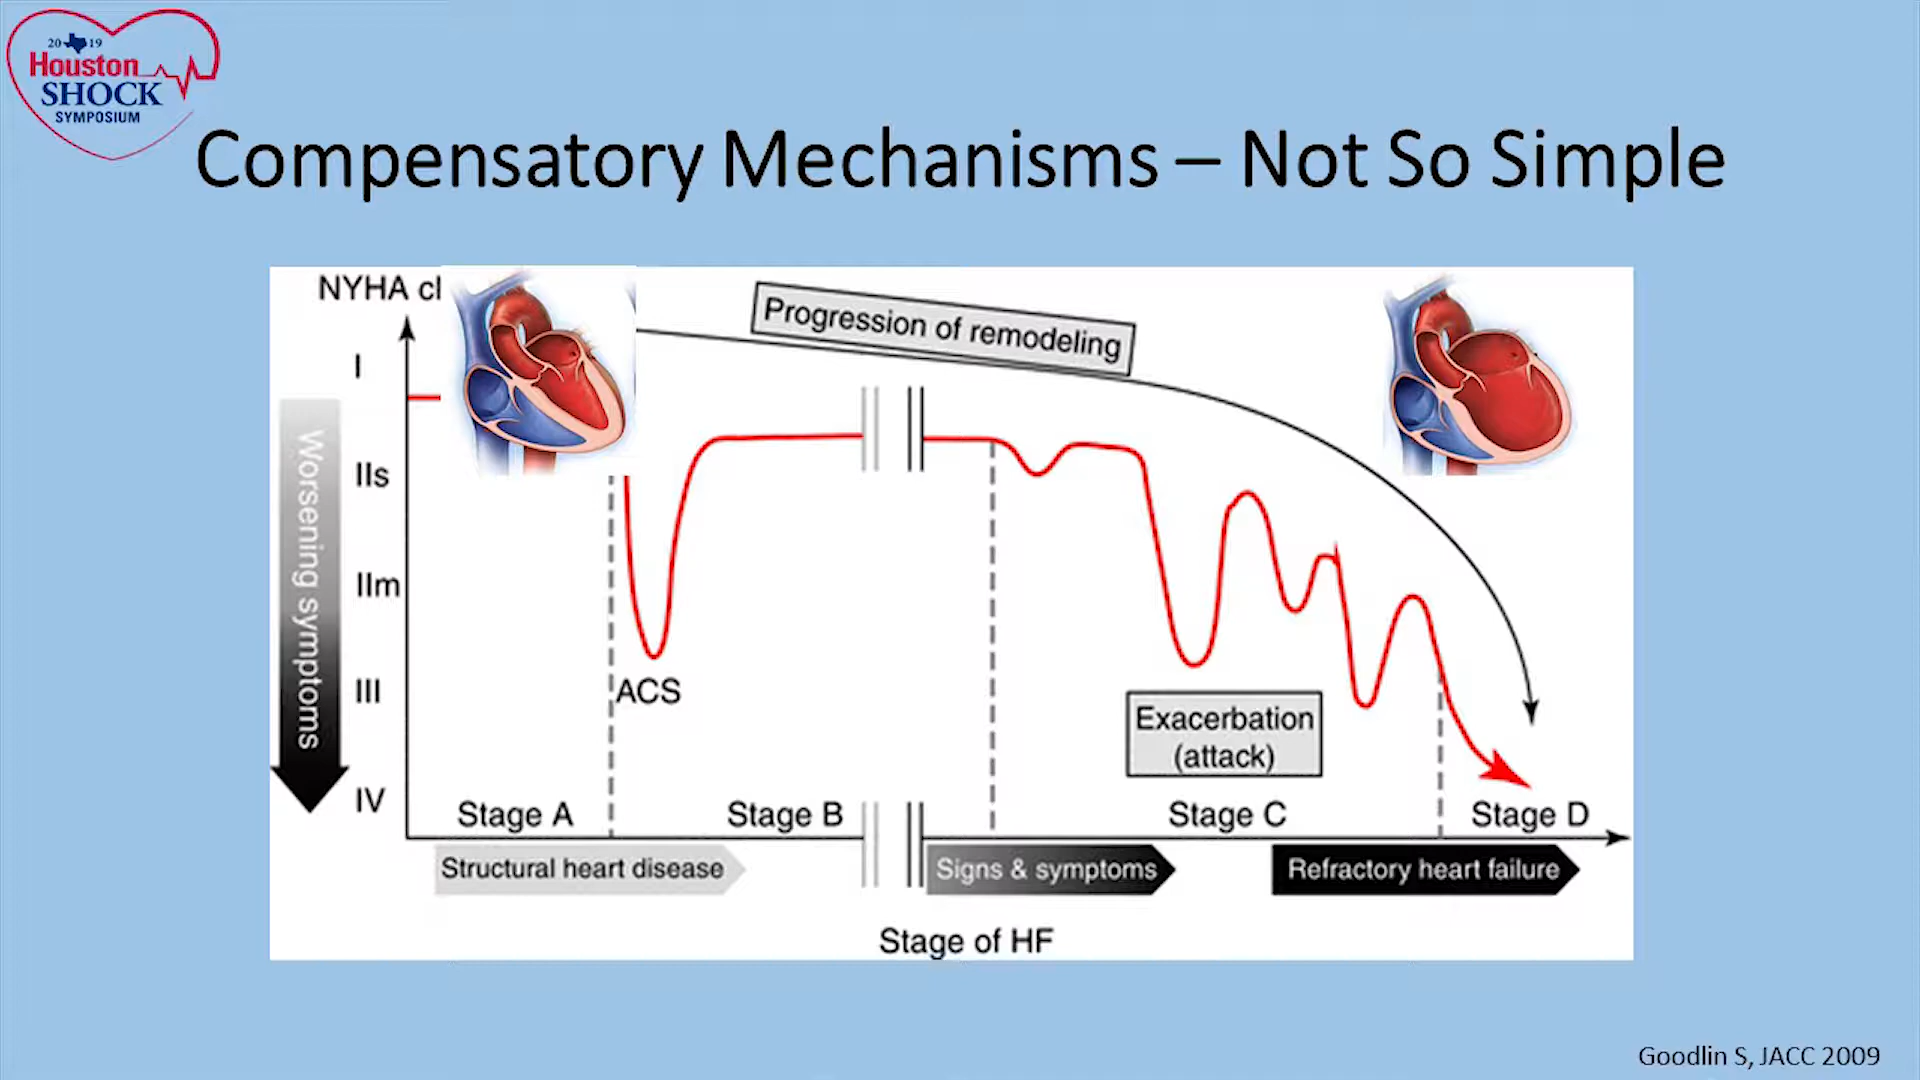 20 19
Houston
SHOCK
SYMPOSIUM
Compensatory Mechanisms – Not So Simple
NYHA cl
Progression of remodeling
I
IIs
IIm
III
IV
Worsening symptoms
ACS
Exacerbation
(attack)
Stage A
Stage B
Stage C
Stage D
Structural heart disease
Signs & symptoms
Refractory heart failure
Stage of HF
Goodlin S, JACC 2009